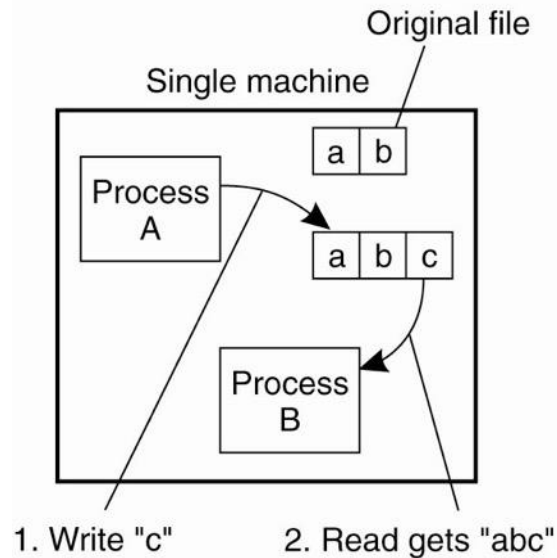 Original file
Single machine
a b
Process
A
a b c
Process
B
1. Write "c"
2. Read gets "abc"